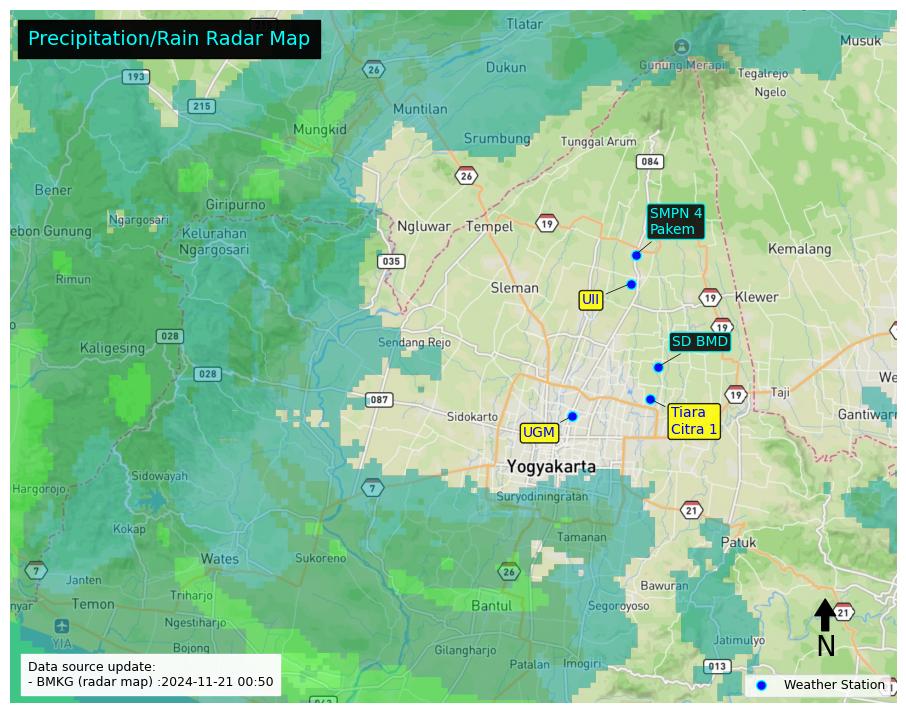 Precipitation/Rain Radar Map
Tlatar
Musuk
193
26
Dukun
Gunung Merapi
Tegalrejo
Ngelo
215
Muntilan
Mungkid
Srumbung
Tunggal Arum
084
26
Bener
Giripurno
SMPN 4
Pakem
Ngargosari
ebon Gunung
Kelurahan
Ngargosari
Ngluwar
Tempel
19
Kemalang
035
Rimun
Sleman
UII
19
Klewer
19
028
Kaligesing
Sendang Rejo
SD BMD
028
We
087
19
Taji
Sidokarto
UGM
Tiara
Citra 1
Gantiwar
Yogyakarta
Sidowayah
Hargorojo
7
Suryodiningratan
21
Kokap
Tamanan
Patuk
Wates
Sukoreno
7
26
Janten
Bawuran
nyar
Temon
Triharjo
Bantul
Segoroyoso
21
Ngestiharjo
YIA
N
Jatimulyo
Bojong
Gilangharjo
Patalan
Imogiri
013
Data source update:
- BMKG (radar map) :2024-11-21 00:50
Weather Station